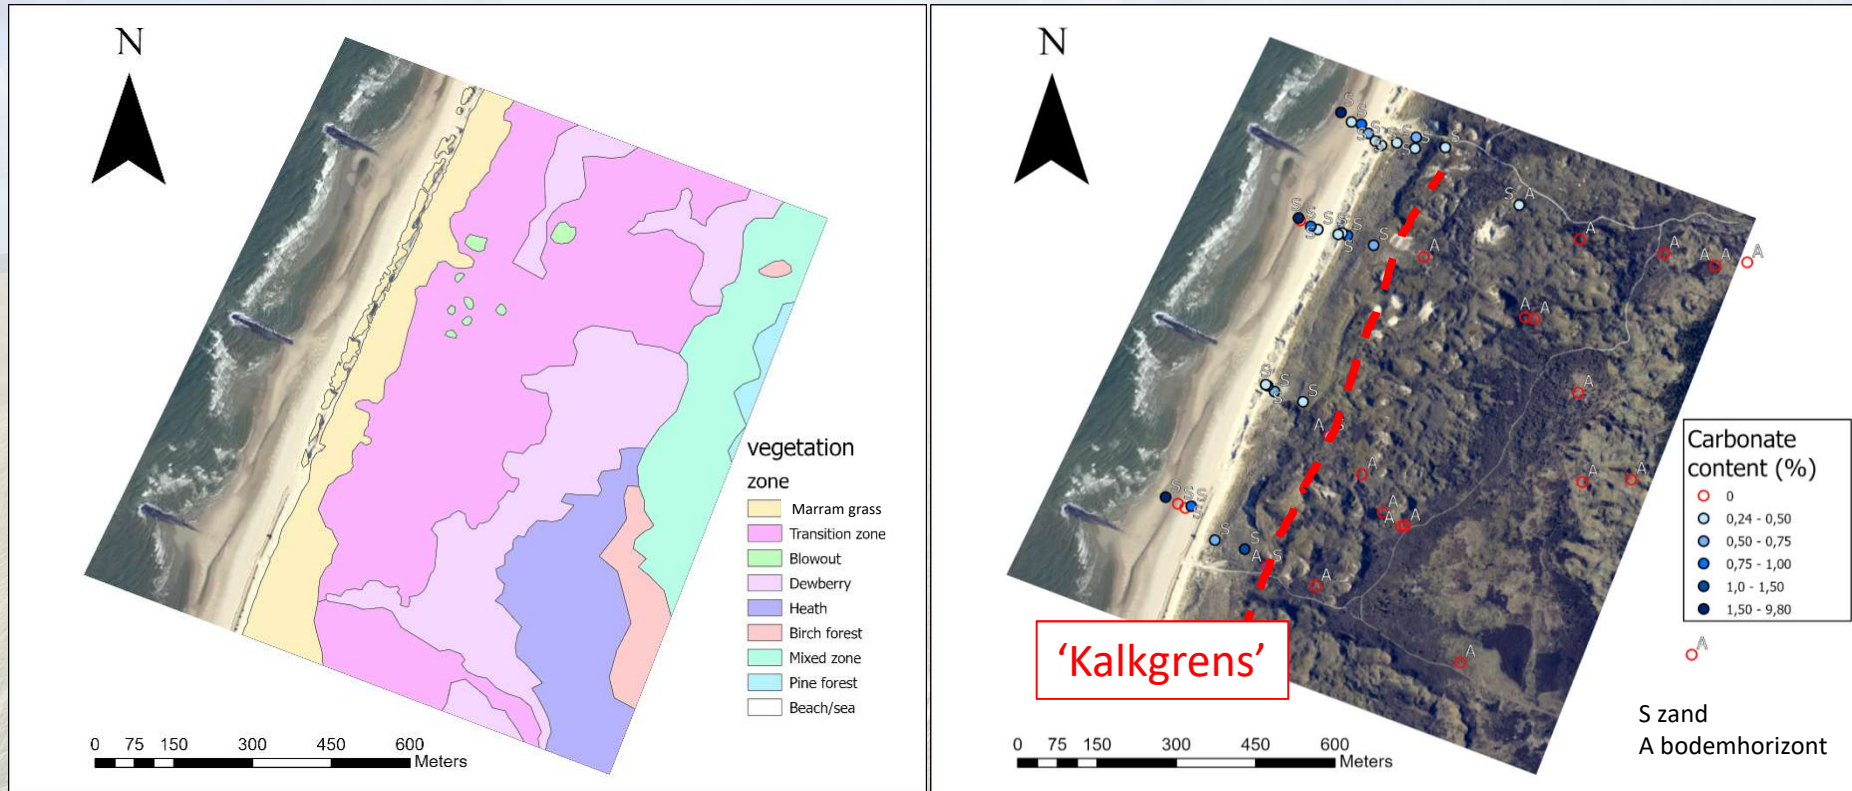 N
vegetation
zone
Marram grass
Transition zone
Blowout
Dewberry
Heath
Birch forest
Mixed zone
Pine forest
Beach/sea
0 75 150 300 450 600
Meters
N
S
S
S
S
S
S
S
S
S A
S
S
S
S
S
S
A
A
A
A A
A
A A
A
S
S
S
S
A S
A
A
A
S
S
S
S
A
A
A
S
S
A S
A
A
A
'Kalkgrens'
Carbonate
content (%)
0
0,24 - 0,50
0,50 - 0,75
0,75 - 1,00
1,0 - 1,50
1,50 - 9,80
S zand
A bodemhorizont
0 75 150 300 450 600
Meters